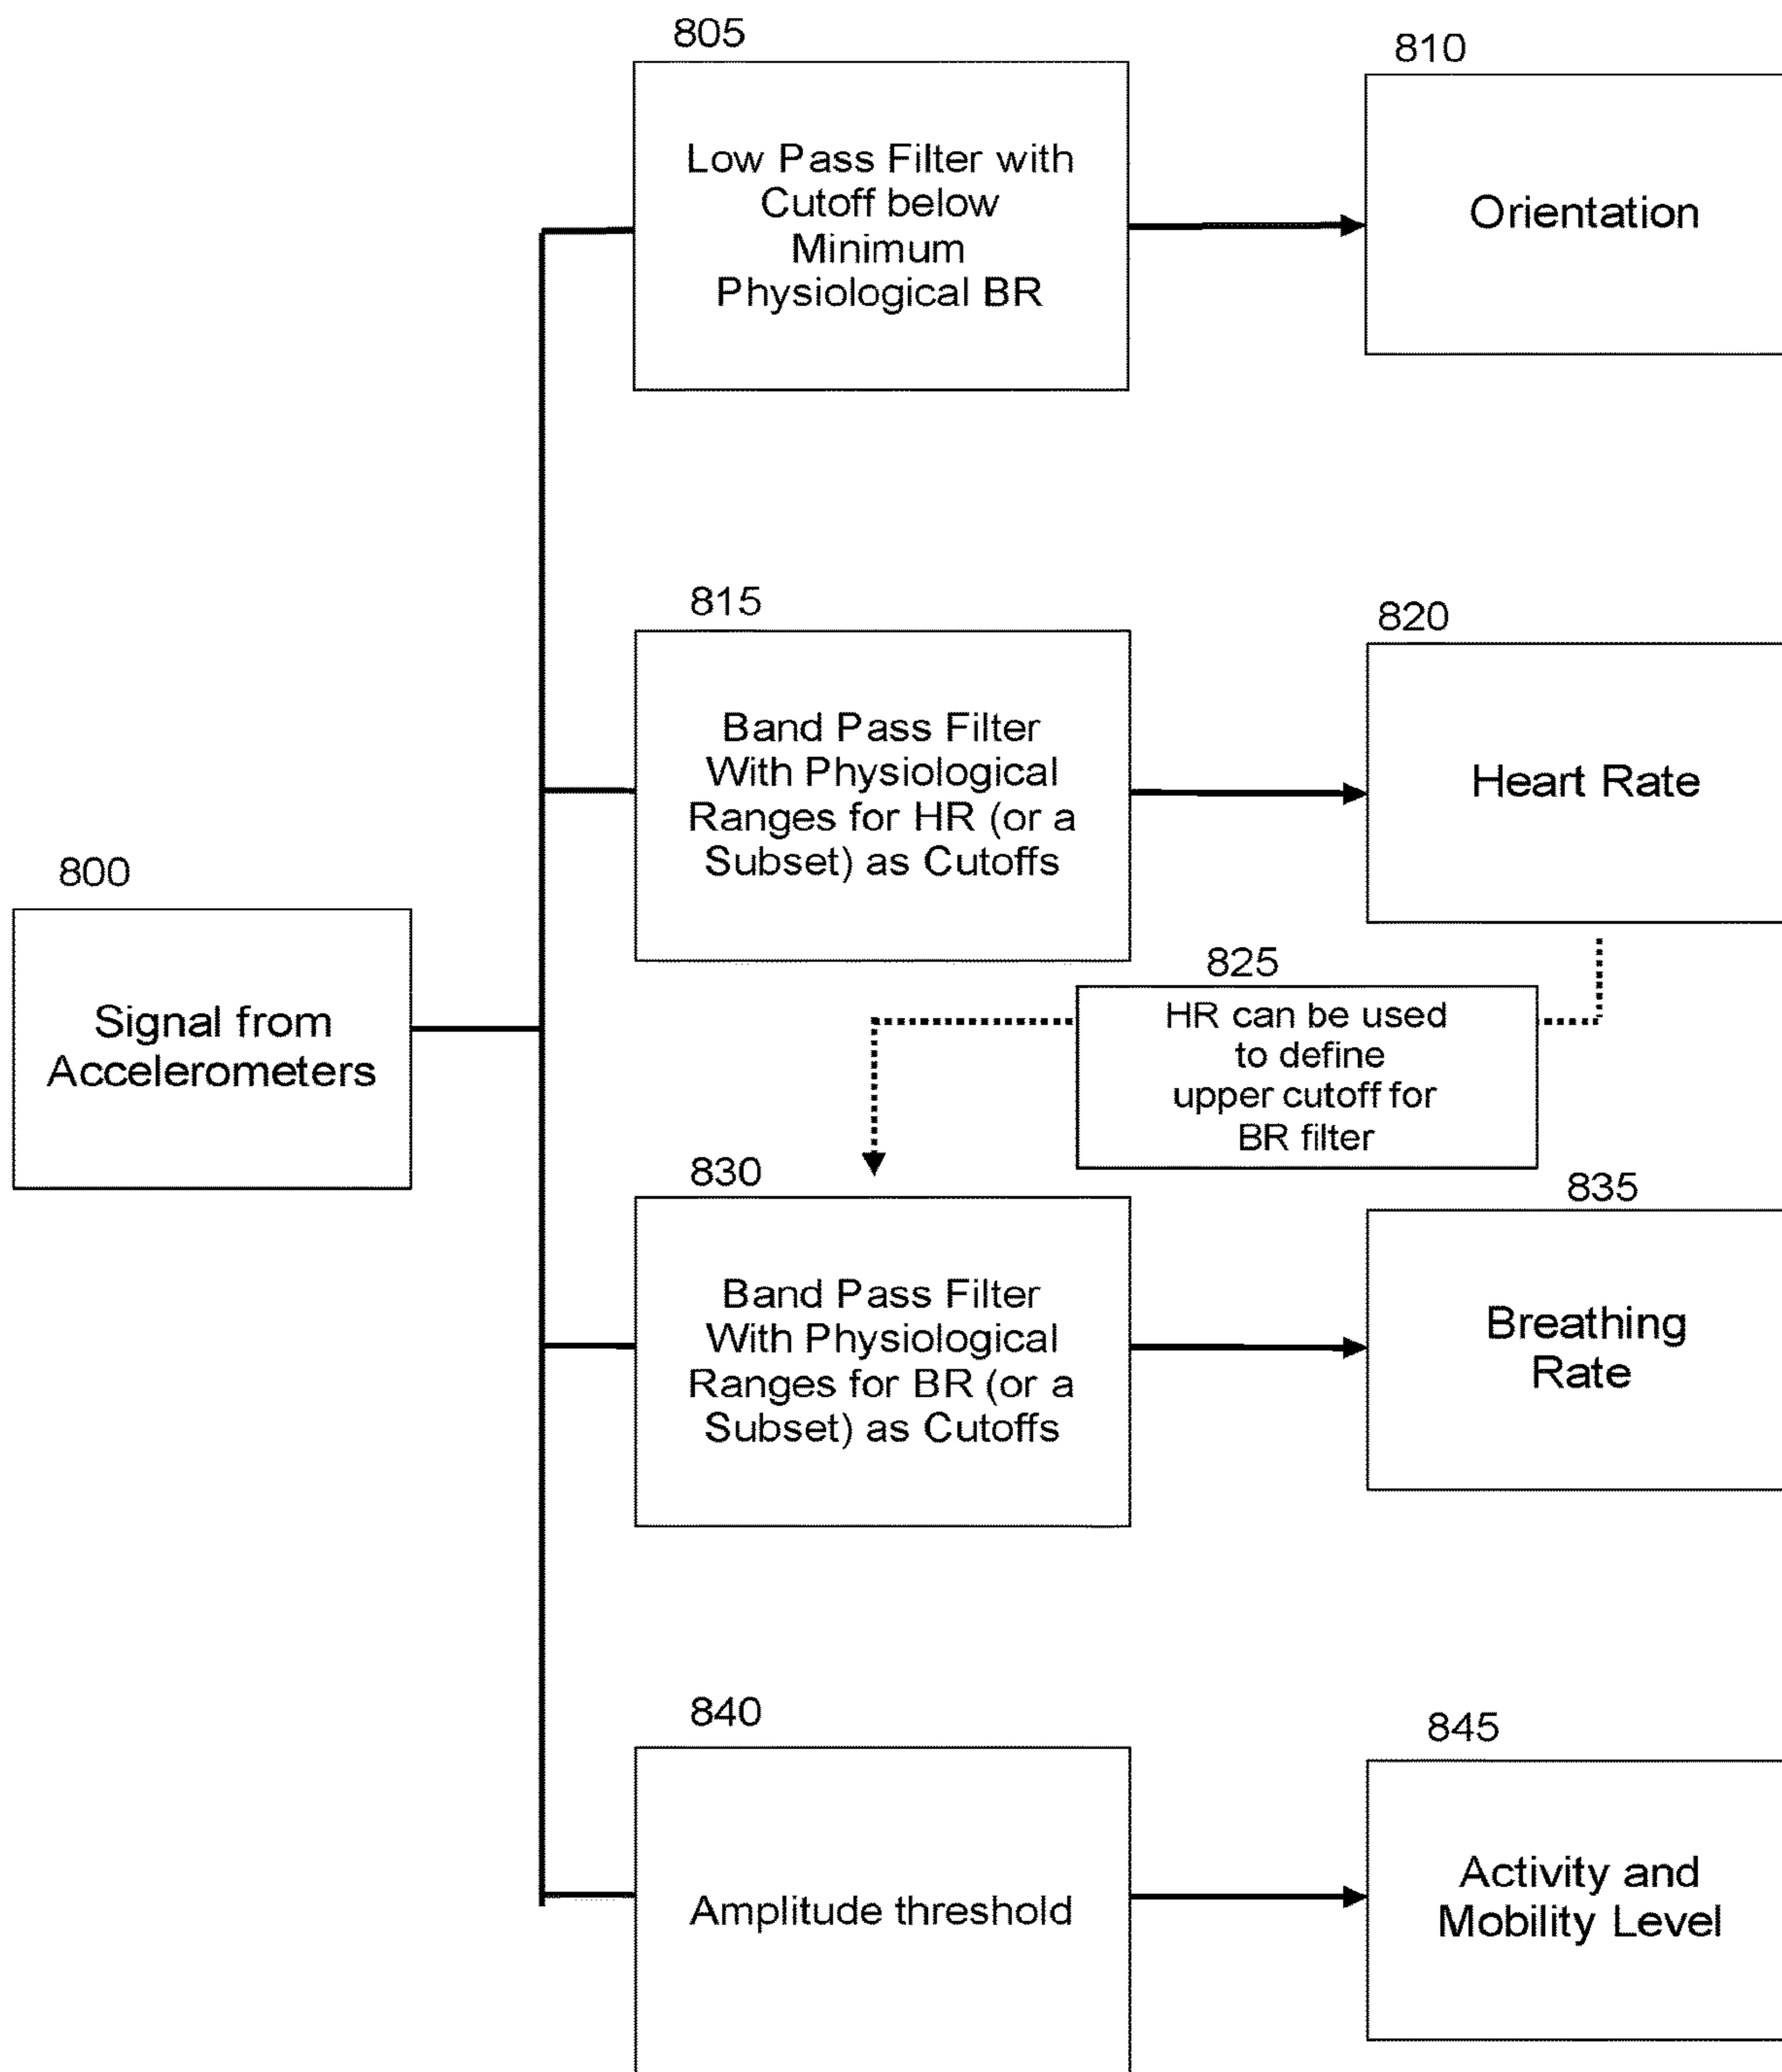 805
Low Pass Filter with
Cutoff below
Minimum
Physiological BR
810
Orientation
815
Band Pass Filter
With Physiological
Ranges for HR (or a
Subset) as Cutoffs
820
Heart Rate
800
Signal from
Accelerometers
825
HR can be used
to define
upper cutoff for
BR filter
830
Band Pass Filter
With Physiological
Ranges for BR (or a
Subset) as Cutoffs
835
Breathing
Rate
840
Amplitude threshold
845
Activity and
Mobility Level